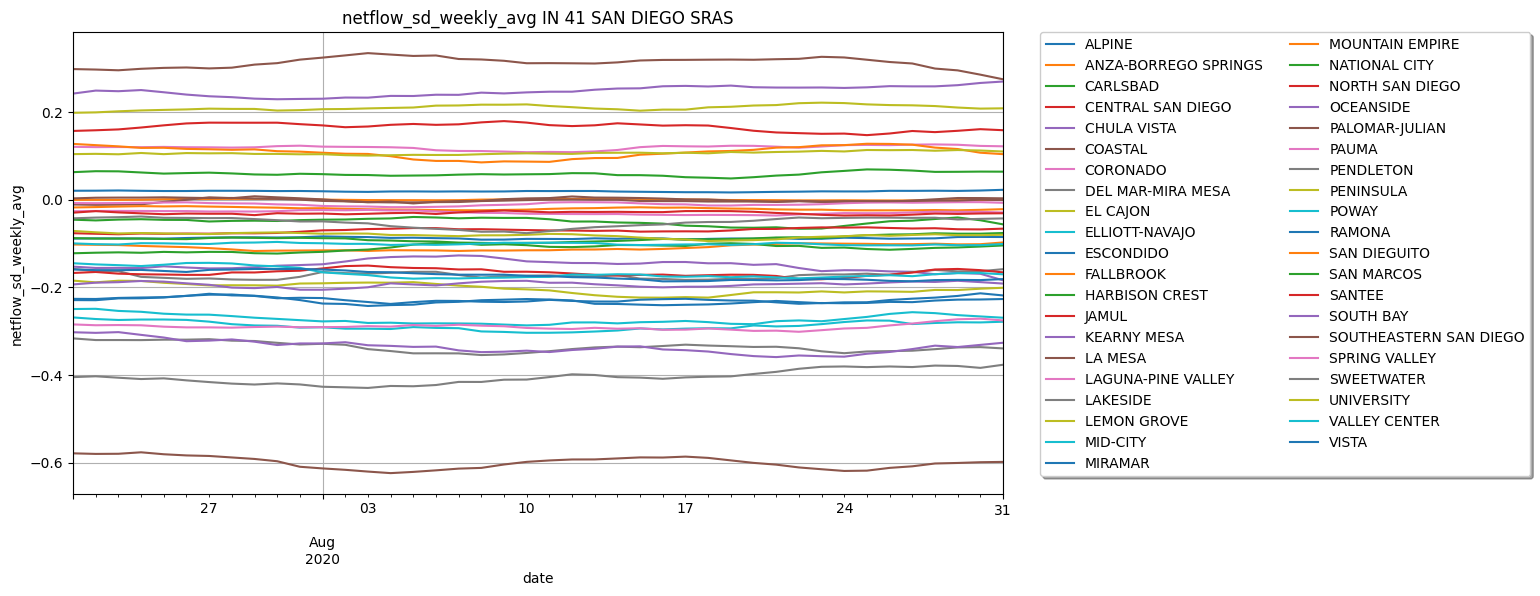 netflow_sd_weekly_avg IN 41 SAN DIEGO SRAS
netflow_sd_weekly_avg
0.2
0.0
−0.2
−0.4
−0.6
27
03
10
17
24
31
Aug
2020
date
ALPINE
ANZA-BORREGO SPRINGS
CARLSBAD
CENTRAL SAN DIEGO
CHULA VISTA
COASTAL
CORONADO
DEL MAR-MIRA MESA
EL CAJON
ELLIOTT-NAVAJO
ESCONDIDO
FALLBROOK
HARBISON CREST
JAMUL
KEARNY MESA
LA MESA
LAGUNA-PINE VALLEY
LAKESIDE
LEMON GROVE
MID-CITY
MIRAMAR
MOUNTAIN EMPIRE
NATIONAL CITY
NORTH SAN DIEGO
OCEANSIDE
PALOMAR-JULIAN
PAUMA
PENDLETON
PENINSULA
POWAY
RAMONA
SAN DIEGUITO
SAN MARCOS
SANTEE
SOUTH BAY
SOUTHEASTERN SAN DIEGO
SPRING VALLEY
SWEETWATER
UNIVERSITY
VALLEY CENTER
VISTA